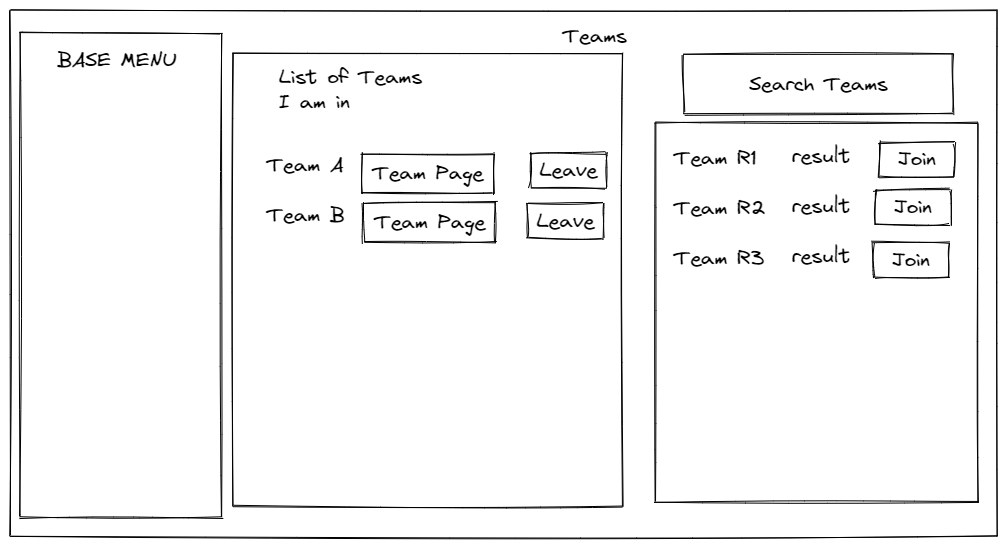 Teams
BASE MENU
List of Teams
I am in
Team A Team Page Leave
Team B Team Page Leave
Search Teams
Team R1 result Join
Team R2 result Join
Team R3 result Join